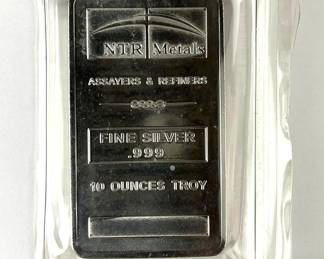 NTR Metals
ASSAYERS & REFINERS
FINE SILVER
.999
10 OUNCES TROY